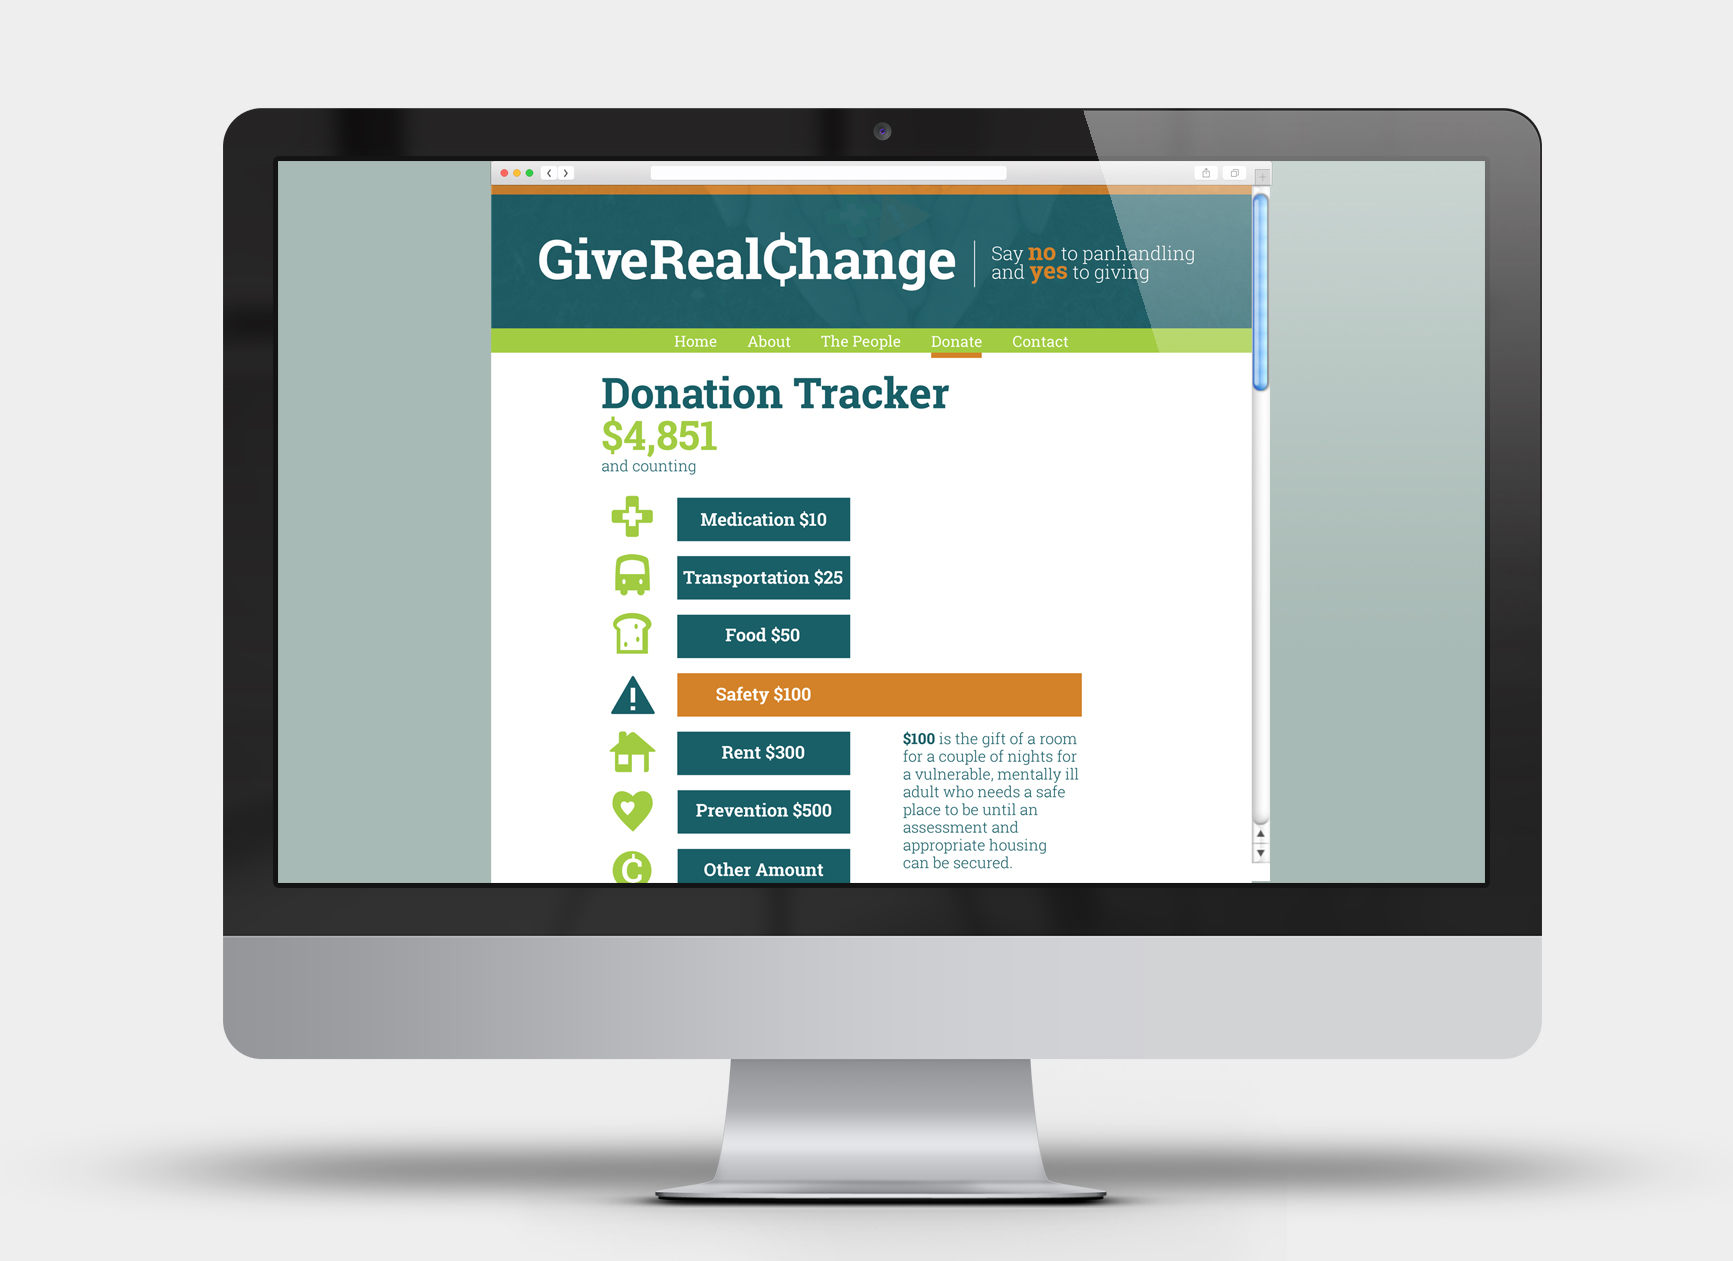 GiveReal₵hange
Say no to panhandling
and yes to giving
Home About The People Donate Contact
Donation Tracker
$4,851
and counting
Medication $10
Transportation $25
Food $50
Safety $100
Rent $300
Prevention $500
Other Amount
$100 is the gift of a room
for a couple of nights for
a vulnerable, mentally ill
adult who needs a safe
place to be until an
assessment and
appropriate housing
can be secured.